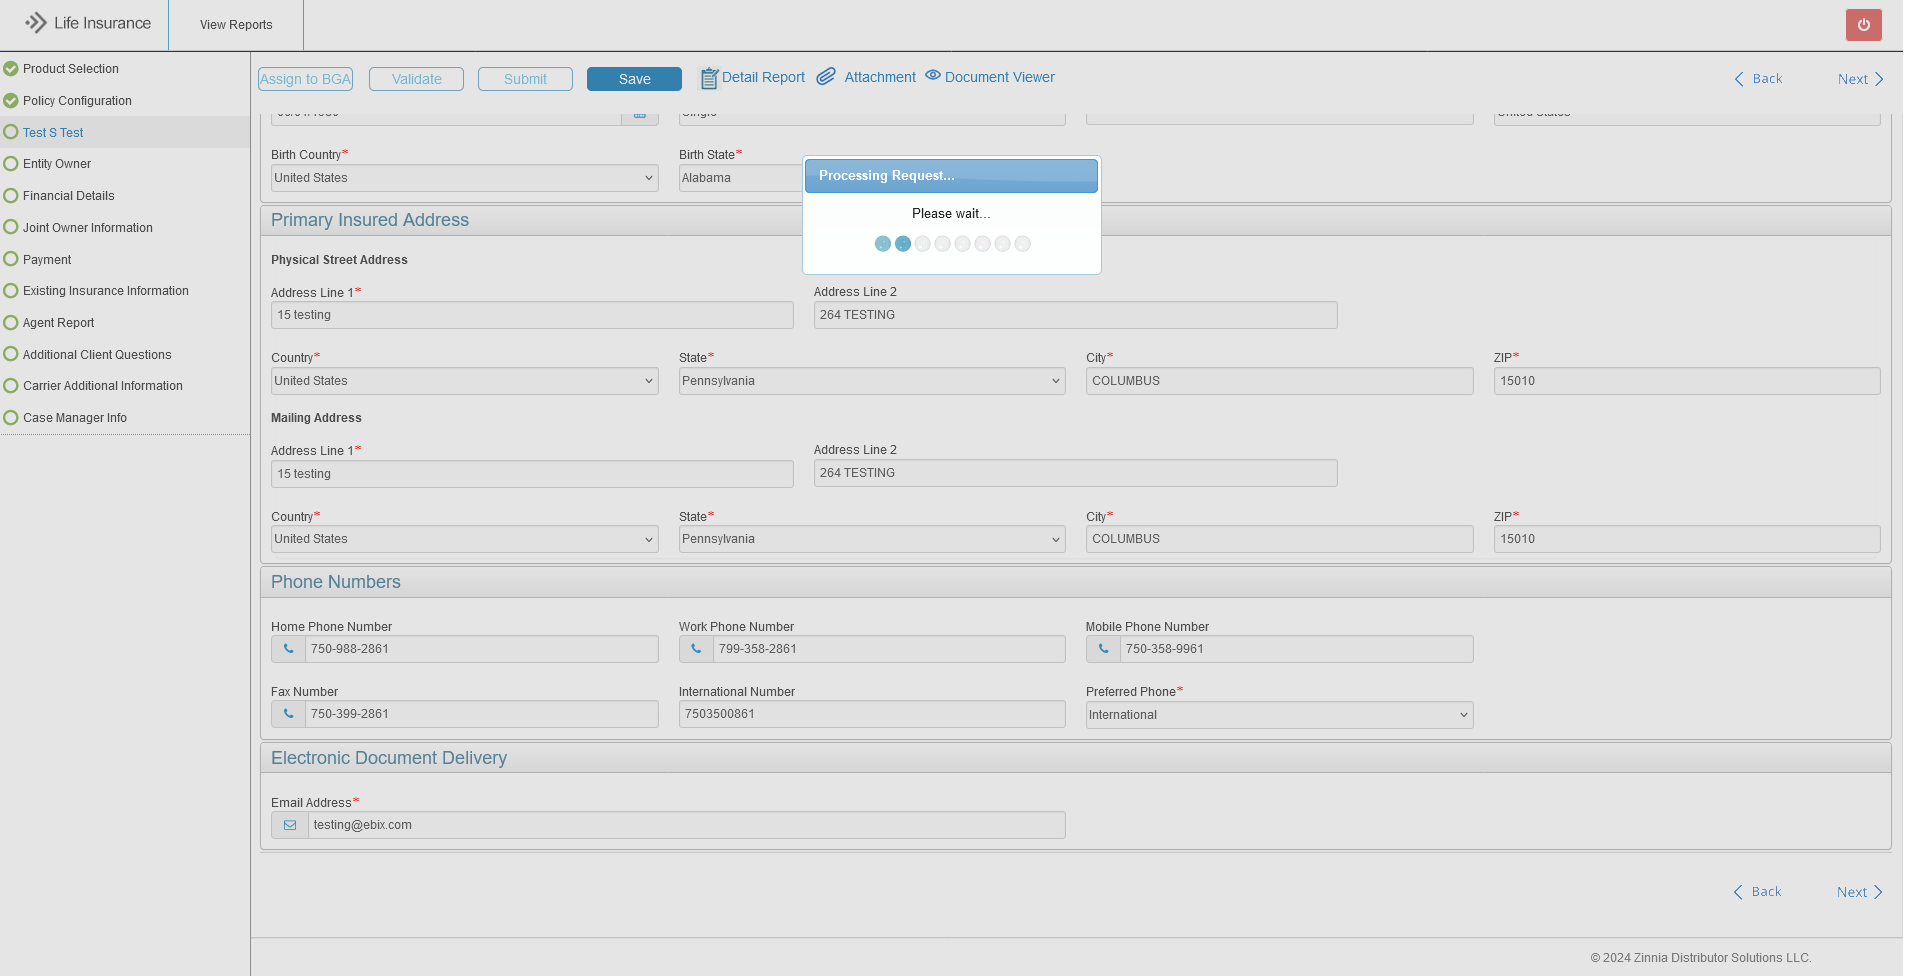 Life Insurance
View Reports
Product Selection
Policy Configuration
Test S Test
Entity Owner
Financial Details
Joint Owner Information
Payment
Existing Insurance Information
Agent Report
Additional Client Questions
Carrier Additional Information
Case Manager Info
Assign to BGA Validate Submit Save Detail Report Attachment Document Viewer Back Next
Single United States
Birth Country* Birth State*
United States Alabama
Processing Request...
Please wait...
Primary Insured Address
Physical Street Address
Address Line 1* Address Line 2
15 testing 264 TESTING
Country* State* City* ZIP*
United States Pennsylvania COLUMBUS 15010
Mailing Address
Address Line 1* Address Line 2
15 testing 264 TESTING
Country* State* City* ZIP*
United States Pennsylvania COLUMBUS 15010
Phone Numbers
Home Phone Number Work Phone Number Mobile Phone Number
750-988-2861 799-358-2861 750-358-9961
Fax Number International Number Preferred Phone*
750-399-2861 7503500861 International
Electronic Document Delivery
Email Address*
testing@ebix.com
Back Next
© 2024 Zinnia Distributor Solutions LLC.